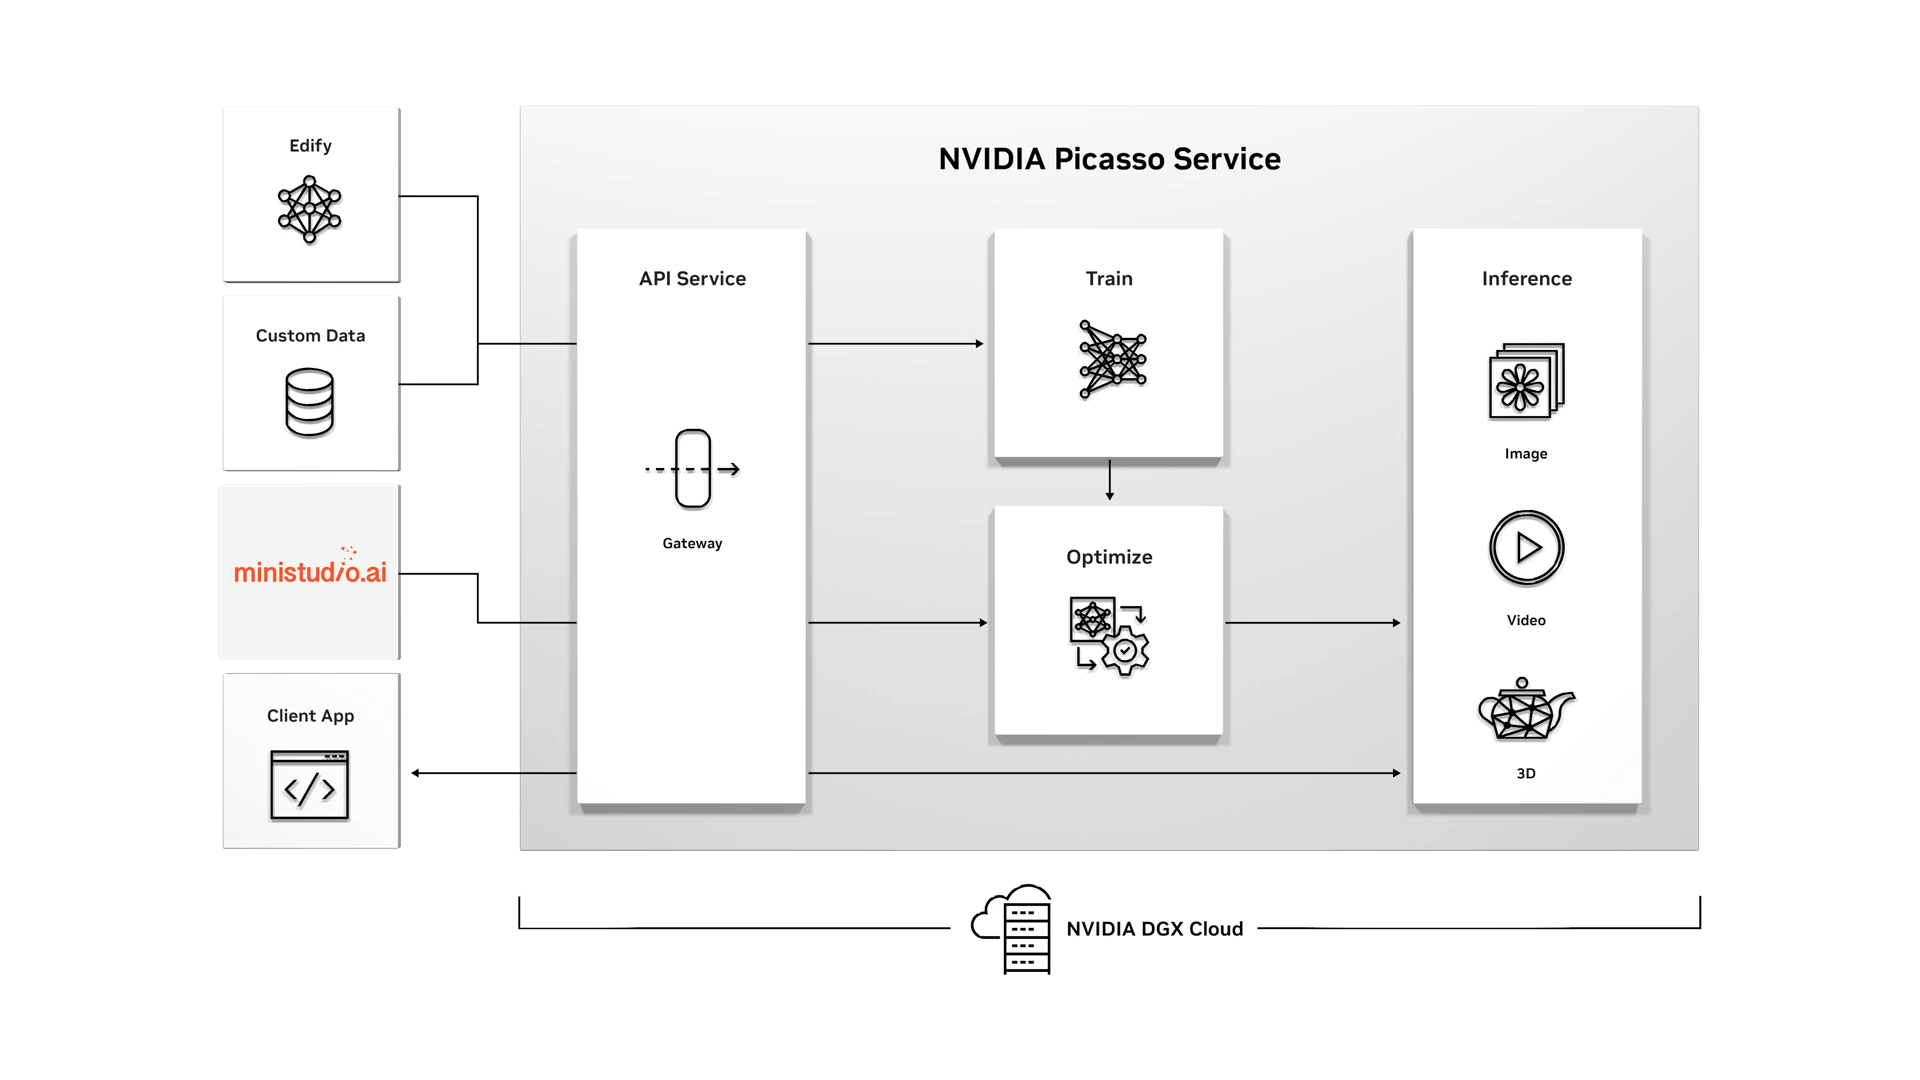 NVIDIA Picasso Service
Edify
Custom Data
ministudio.ai
Client App
API Service
Gateway
Train
Optimize
Inference
Image
Video
3D
NVIDIA DGX Cloud